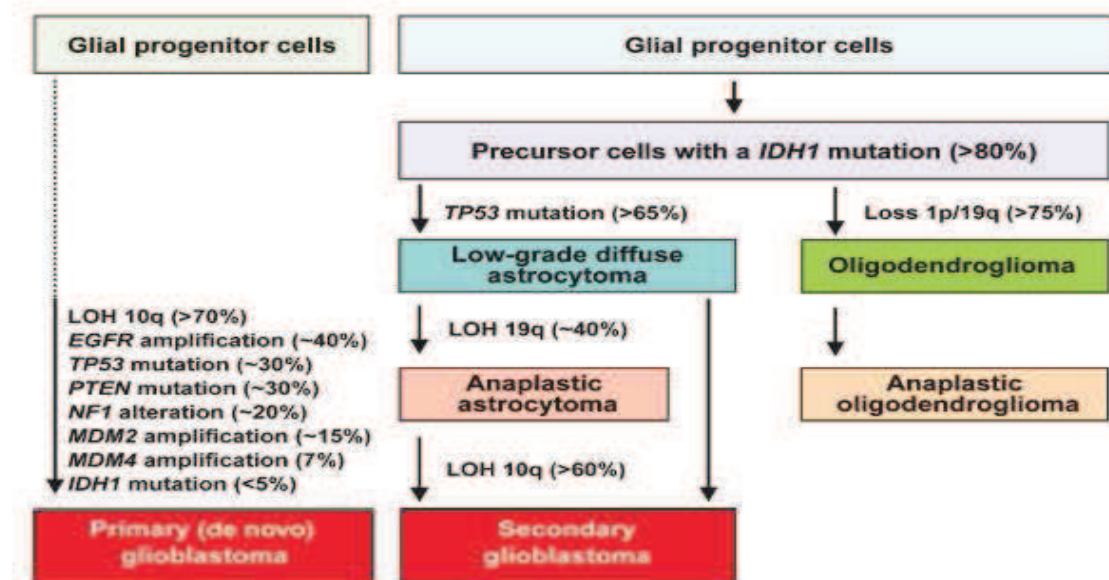 Glial progenitor cells
Glial progenitor cells
Precursor cells with a IDH1 mutation (>80%)
TP53 mutation (>65%)
Loss 1p/19q (>75%)
Low-grade diffuse
astrocytoma
Oligodendroglioma
LOH 10q (>70%)
EGFR amplification (~40%)
TP53 mutation (~30%)
PTEN mutation (~30%)
NF1 alteration (~20%)
MDM2 amplification (~15%)
MDM4 amplification (7%)
IDH1 mutation (<5%)
LOH 19q (~40%)
Anaplastic
astrocytoma
Anaplastic
oligodendroglioma
LOH 10q (>60%)
Primary (de novo)
glioblastoma
Secondary
glioblastoma